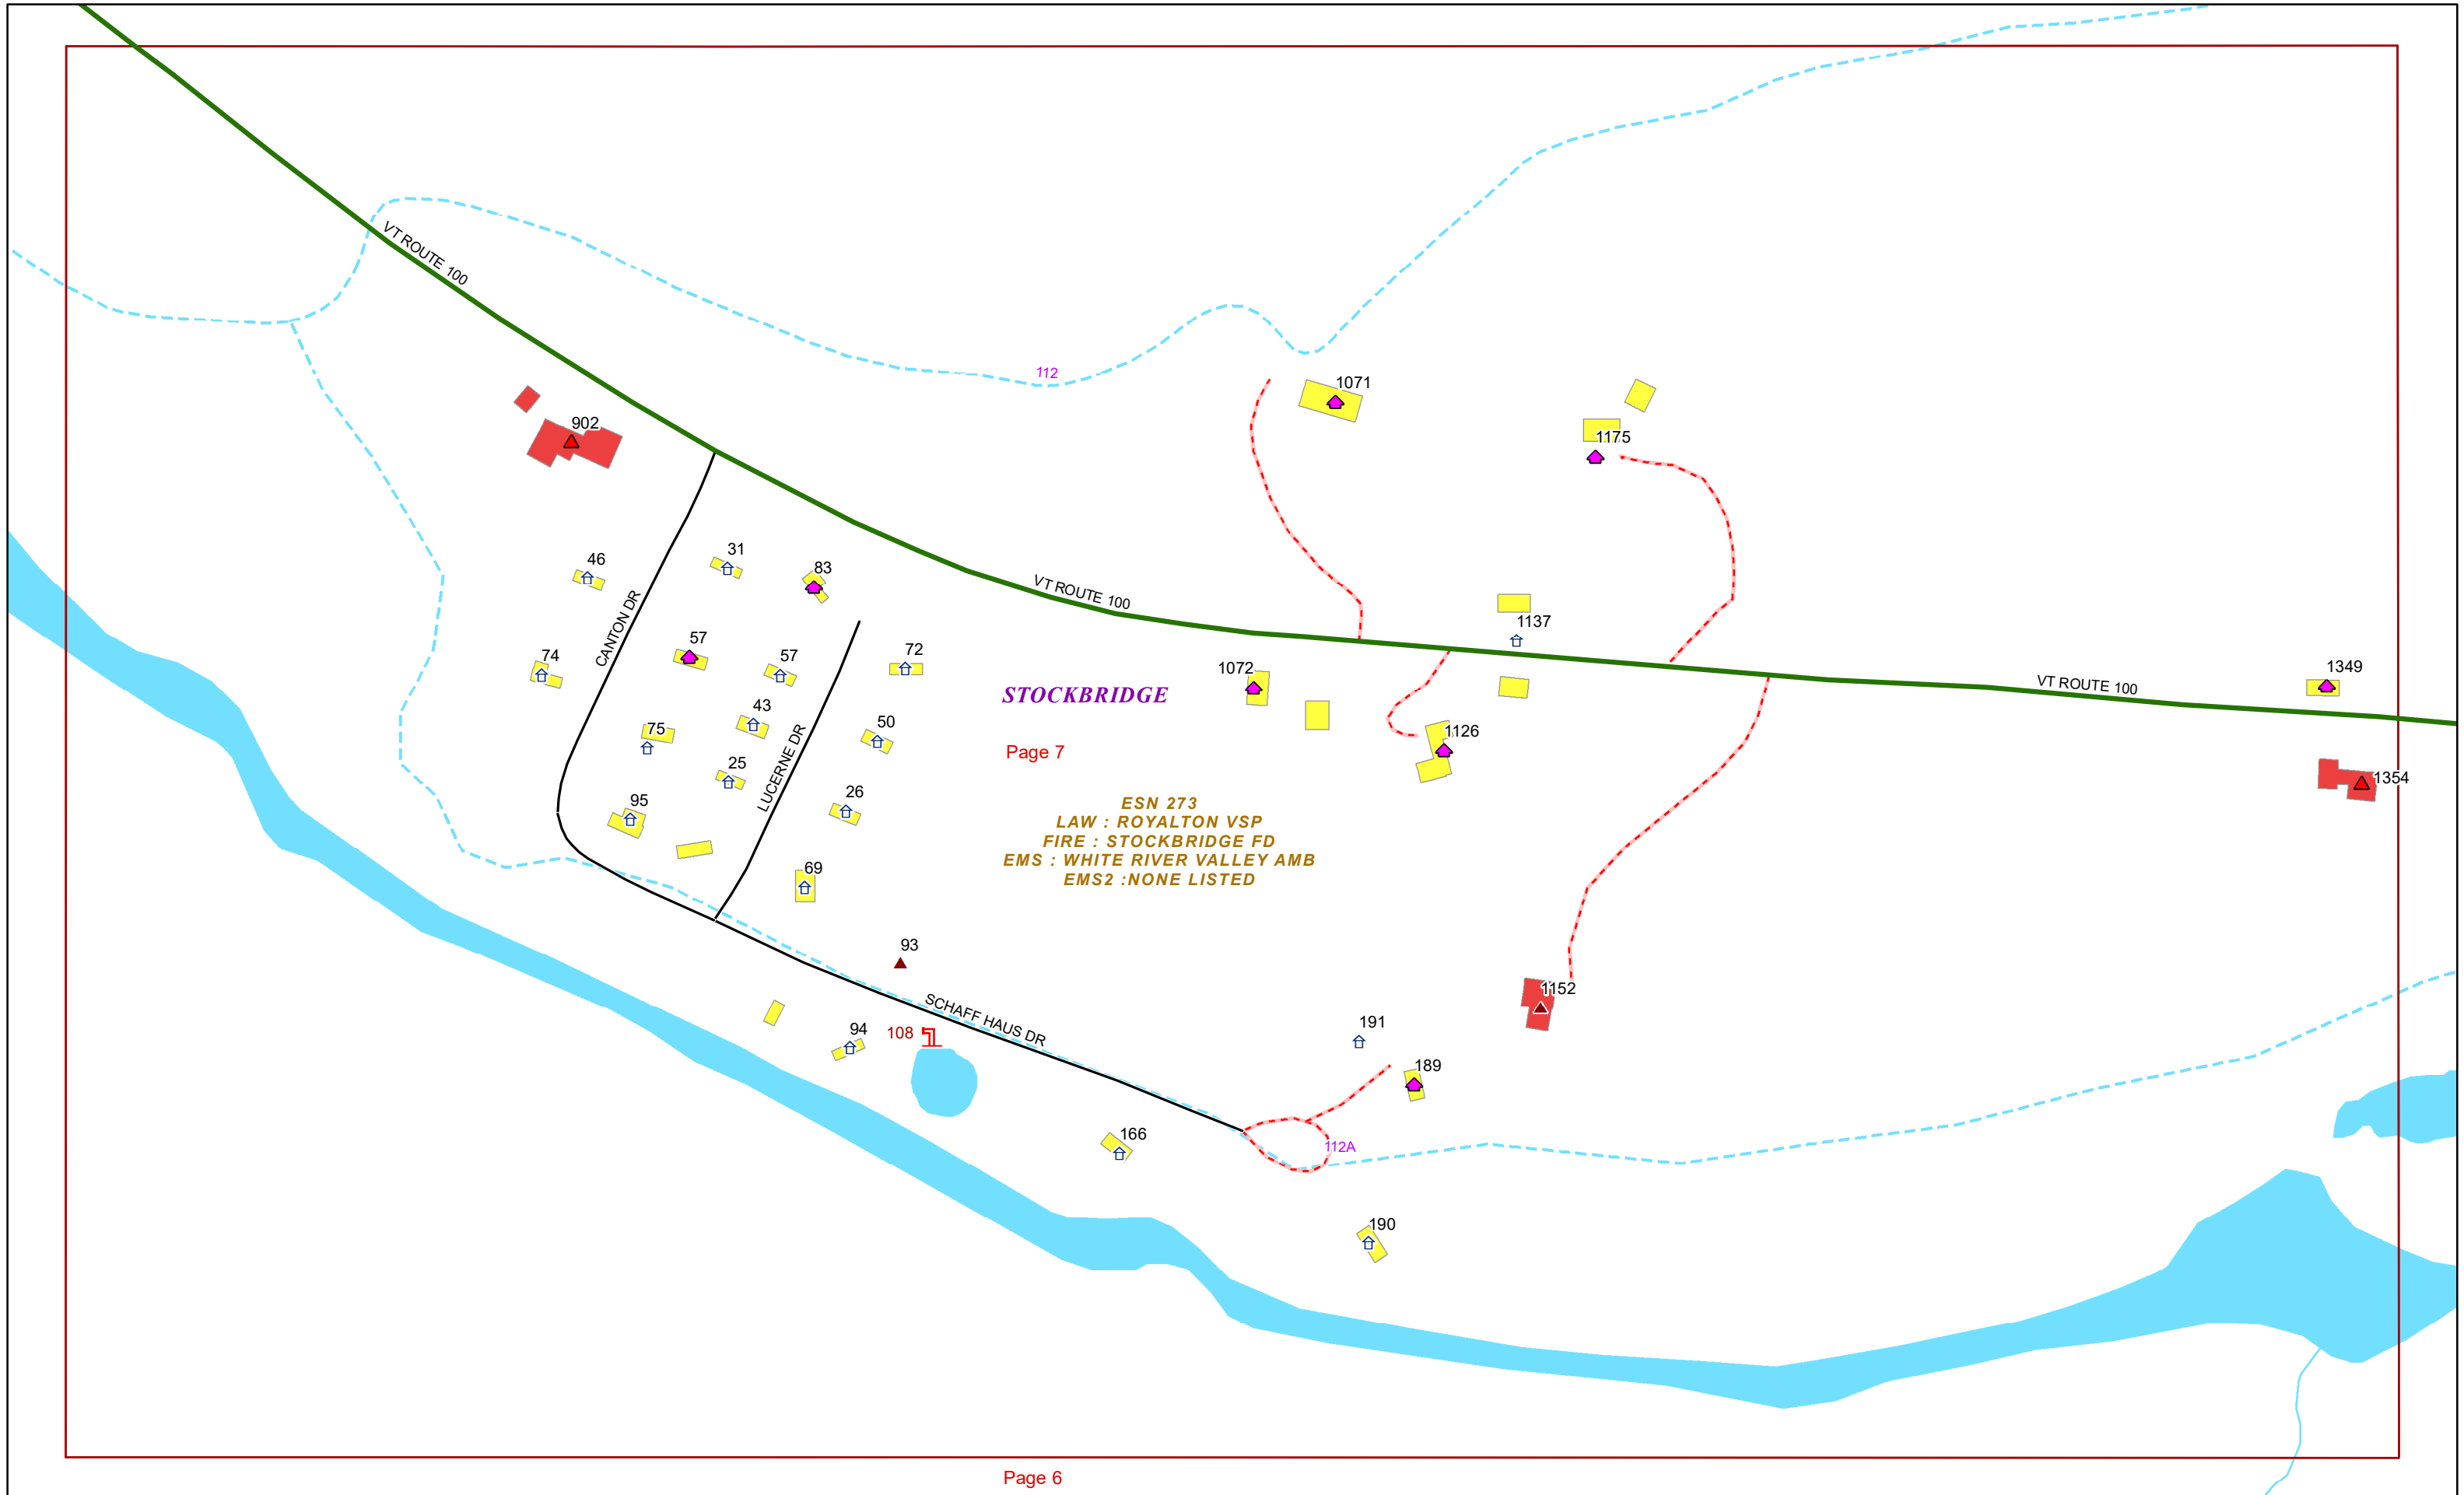 VT ROUTE 100
112
1071
902
1175
46
31
83
CANTON DR
VT ROUTE 100
1137
74
57
57
72
STOCKBRIDGE
1072
1349
VT ROUTE 100
75
43
50
LUCERNE DR
Page 7
1126
25
26
95
1354
ESN 273
LAW : ROYALTON VSP
FIRE : STOCKBRIDGE FD
EMS : WHITE RIVER VALLEY AMB
EMS2 :NONE LISTED
69
93
1152
SCHAFF HAUS DR
94
108
191
189
166
112A
190
Page 6